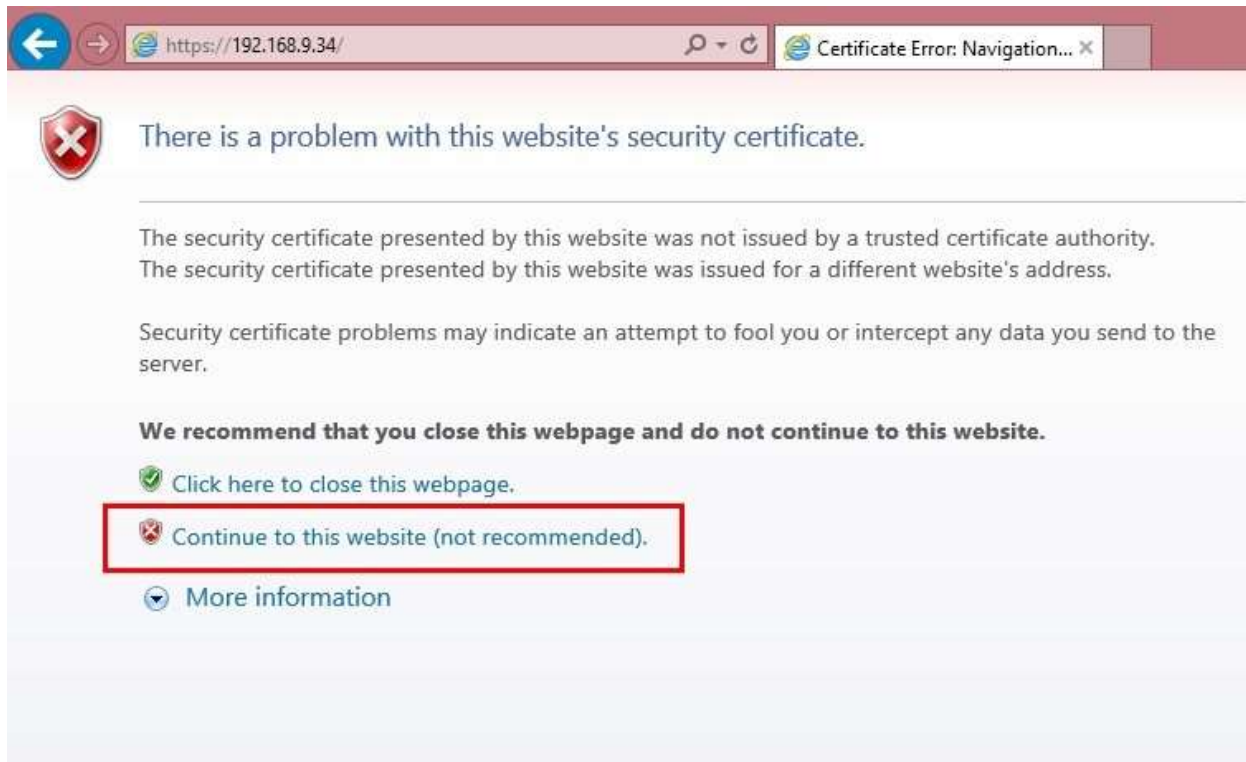 https://192.168.9.34/
Certificate Error: Navigation...
There is a problem with this website's security certificate.
The security certificate presented by this website was not issued by a trusted certificate authority.
The security certificate presented by this website was issued for a different website's address.
Security certificate problems may indicate an attempt to fool you or intercept any data you send to the
server.
We recommend that you close this webpage and do not continue to this website.
Click here to close this webpage.
Continue to this website (not recommended).
More information